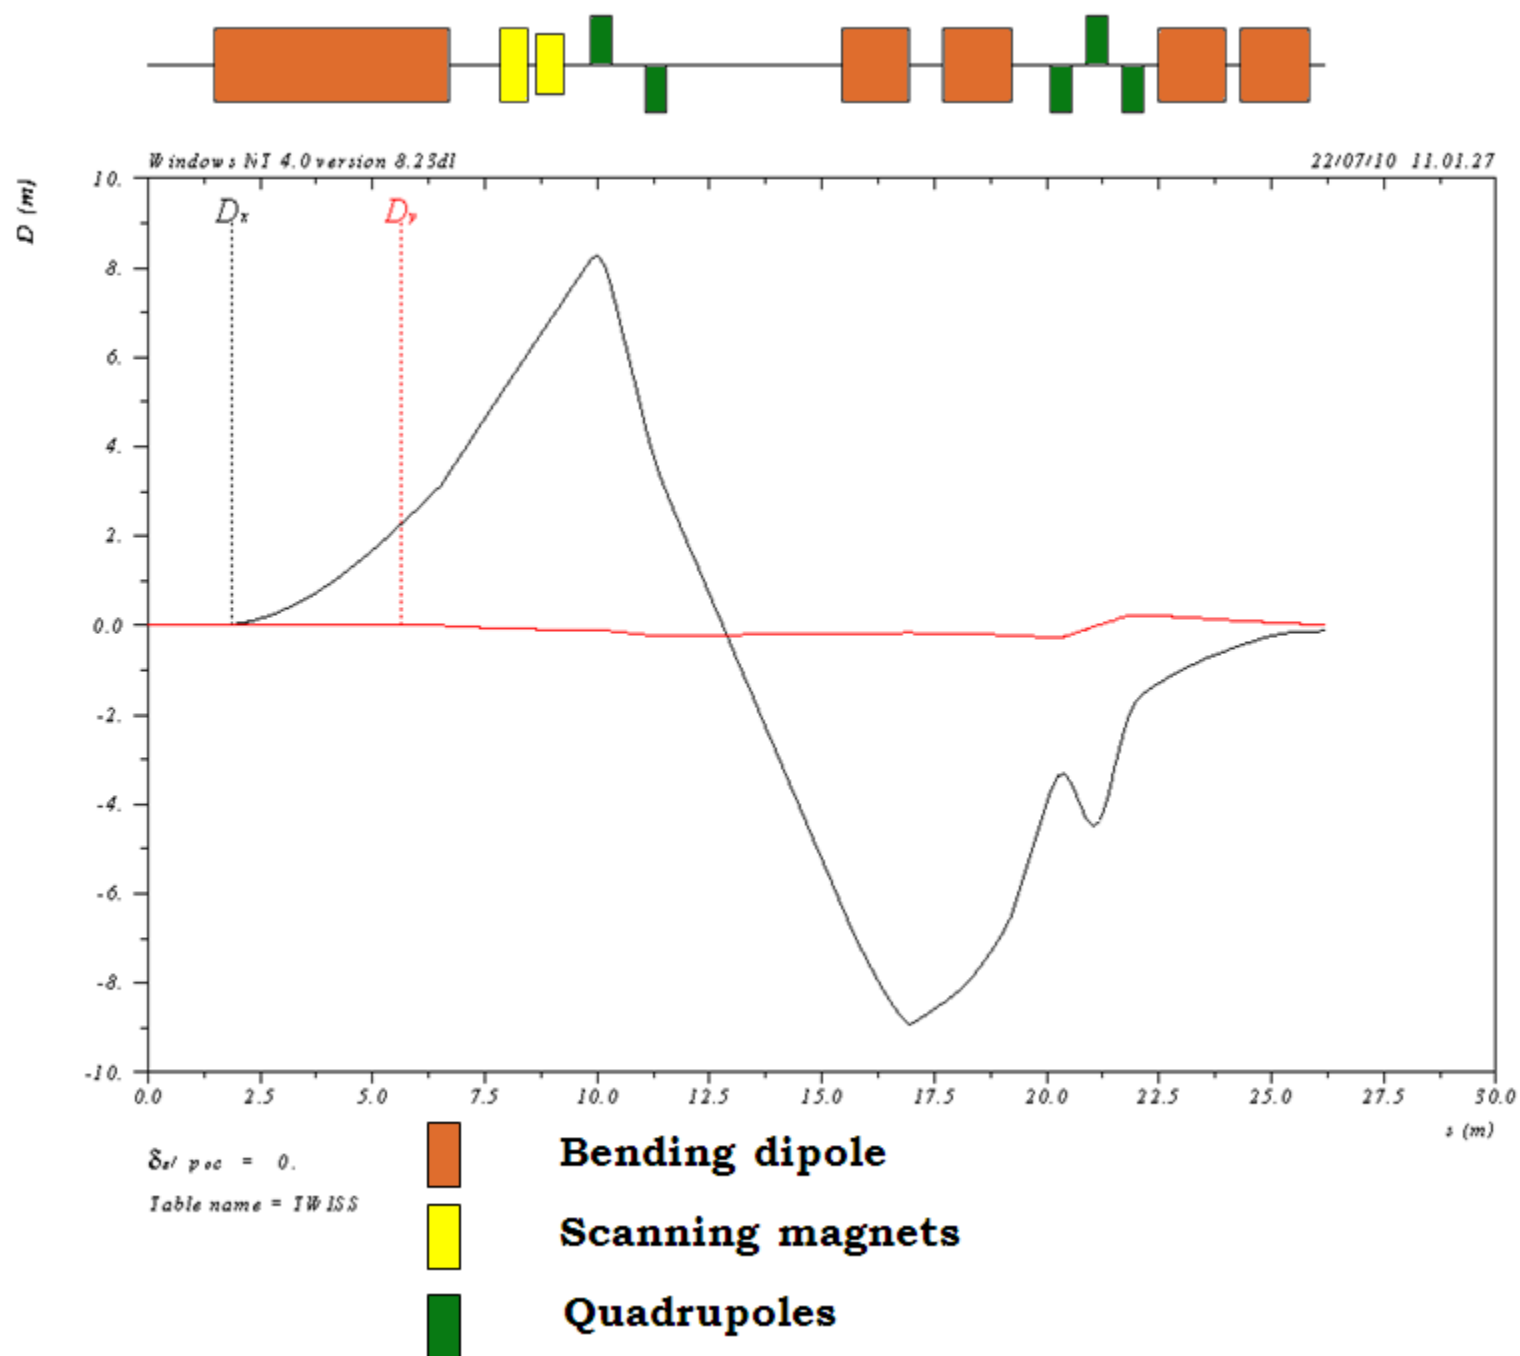 Windows NT 4.0 version 8.23dl
22/07/10 11.01.27
D (m)
10.
8.
6.
4.
2.
0.0
-2.
-4.
-6.
-8.
-10.
Dx
Dy
0.0 2.5 5.0 7.5 10.0 12.5 15.0 17.5 20.0 22.5 25.0 27.5 30.0
s (m)
δE/ p0c = 0.
Table name = TWISS
Bending dipole
Scanning magnets
Quadrupoles